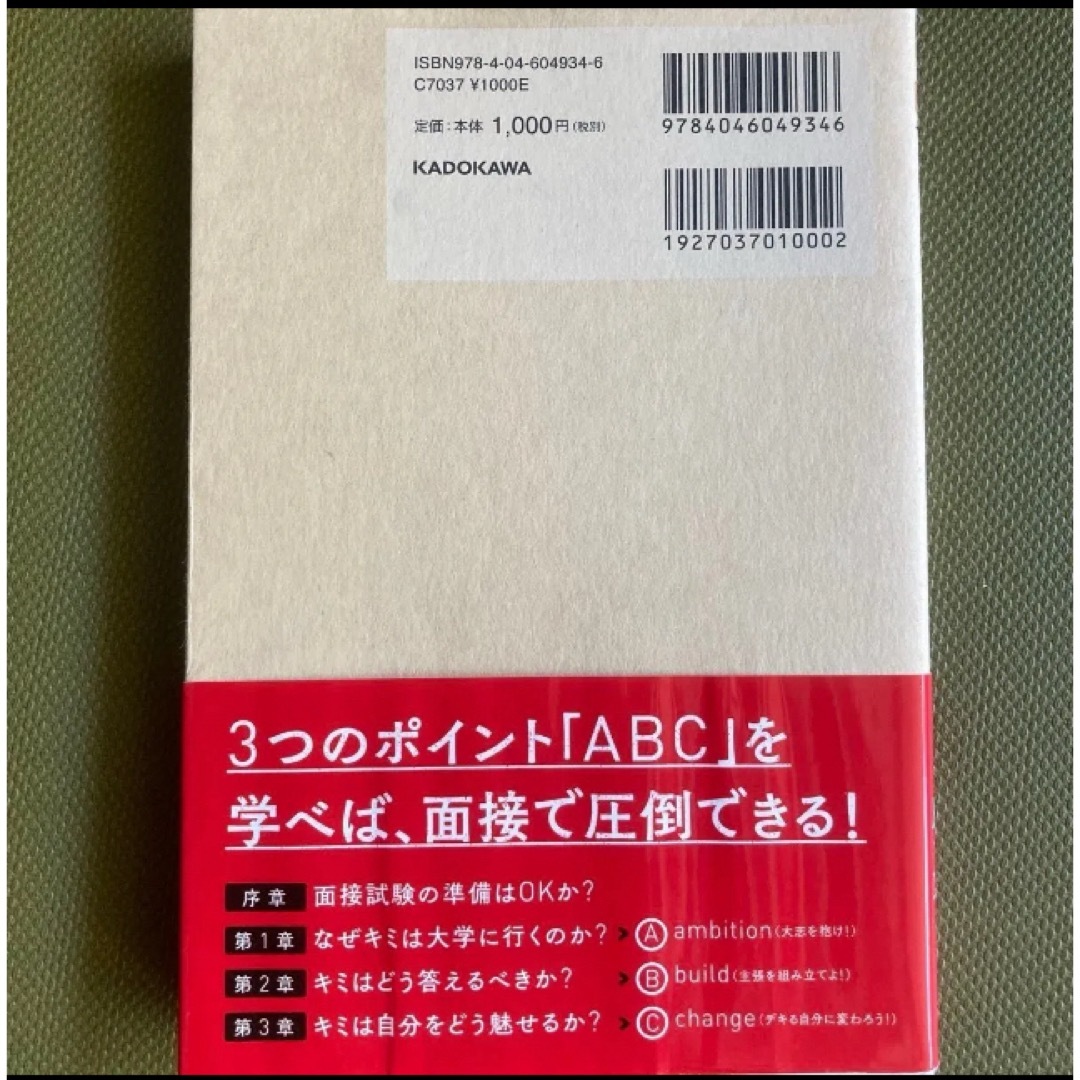 ISBN978-4-04-604934-6
C7037 ¥1000E
定価：本体 1,000円（税別）
KADOKAWA
9784046049346
1927037010002
3つのポイント「ABC」を
学べば、面接で圧倒できる！
序章 面接試験の準備はOKか？
第1章 なぜキミは大学に行くのか？ > A ambition（大志を抱け！）
第2章 キミはどう答えるべきか？ > B build（主張を組み立てよ！）
第3章 キミは自分をどう魅せるか？ > C change（デキる自分に変わろう！）